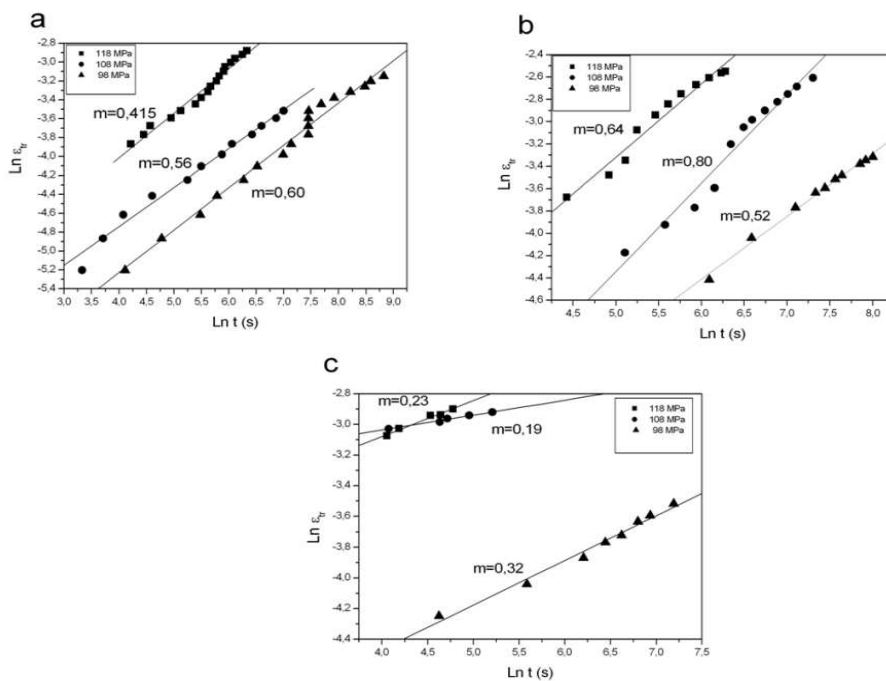 a
118 MPa
108 MPa
98 MPa
m=0,415
m=0,56
m=0,60
Ln εtr
-2,8
-3,0
-3,2
-3,4
-3,6
-3,8
-4,0
-4,2
-4,4
-4,6
-4,8
-5,0
-5,2
-5,4
3,0 3,5 4,0 4,5 5,0 5,5 6,0 6,5 7,0 7,5 8,0 8,5 9,0
Ln t (s)
b
118 MPa
108 MPa
98 MPa
m=0,64
m=0,80
m=0,52
Ln εtr
-2,4
-2,6
-2,8
-3,0
-3,2
-3,4
-3,6
-3,8
-4,0
-4,2
-4,4
-4,6
4,5 5,0 5,5 6,0 6,5 7,0 7,5 8,0
Ln t (s)
c
118 MPa
108 MPa
98 MPa
m=0,23
m=0,19
m=0,32
Ln εtr
-2,8
-3,0
-3,2
-3,4
-3,6
-3,8
-4,0
-4,2
-4,4
4,0 4,5 5,0 5,5 6,0 6,5 7,0 7,5
Ln t (s)